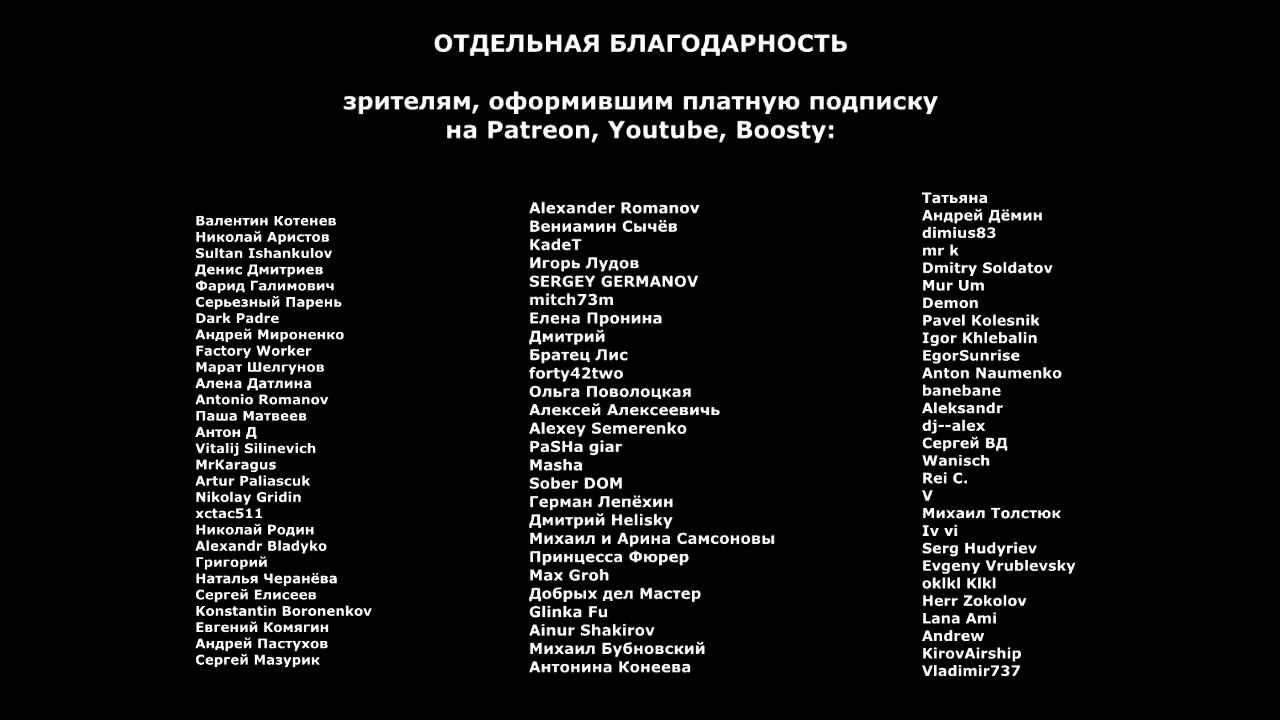 ОТДЕЛЬНАЯ БЛАГОДАРНОСТЬ
зрителям, оформившим платную подписку
на Patreon, Youtube, Boosty:
Валентин Котенев
Николай Аристов
Sultan Ishankulov
Денис Дмитриев
Фарид Галимович
Серьезный Парень
Dark Padre
Андрей Мироненко
Factory Worker
Марат Шелгунов
Алена Датлина
Antonio Romanov
Паша Матвеев
Антон Д
Vitalij Silinevich
MrKaragus
Artur Paliascuk
Nikolay Gridin
xctac511
Николай Родин
Alexandr Bladyko
Григорий
Наталья Черанёва
Сергей Елисеев
Konstantin Boronenkov
Евгений Комягин
Андрей Пастухов
Сергей Мазурик
Alexander Romanov
Вениамин Сычёв
KadeT
Игорь Лудов
SERGEY GERMANOV
mitch73m
Елена Пронина
Дмитрий
Братец Лис
forty42two
Ольга Поволоцкая
Алексей Алексеевичь
Alexey Semerenko
PaSHa giar
Masha
Sober DOM
Герман Лепёхин
Дмитрий Helisky
Михаил и Арина Самсоновы
Принцесса Фюрер
Max Groh
Добрых дел Мастер
Glinka Fu
Ainur Shakirov
Михаил Бубновский
Антонина Конеева
Татьяна
Андрей Дёмин
dimius83
mr k
Dmitry Soldatov
Mur Um
Demon
Pavel Kolesnik
Igor Khlebalin
EgorSunrise
Anton Naumenko
banebane
Aleksandr
dj--alex
Сергей ВД
Wanisch
Rei C.
V
Михаил Толстюк
Iv vi
Serg Hudyriev
Evgeny Vrublevsky
oklkl Klkl
Herr Zokolov
Lana Ami
Andrew
KirovAirship
Vladimir737